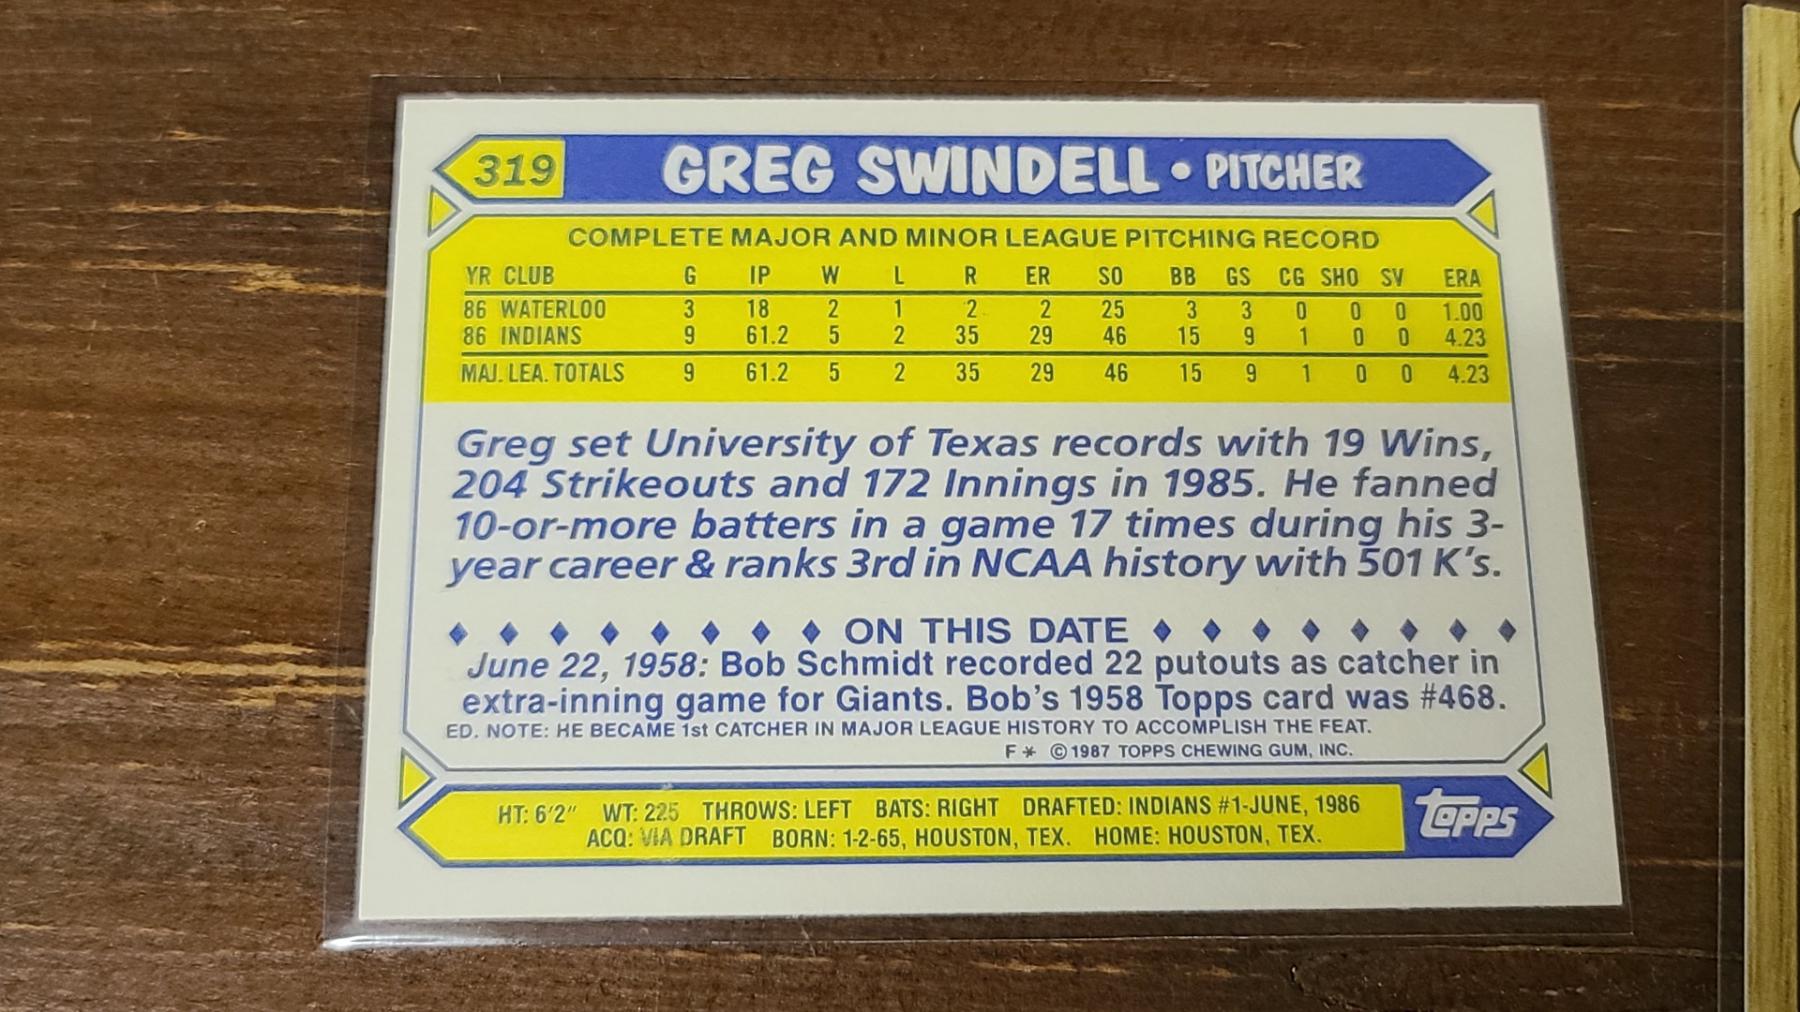 319 GREG SWINDELL • PITCHER
COMPLETE MAJOR AND MINOR LEAGUE PITCHING RECORD
YR CLUB G IP W L R ER SO BB GS CG SHO SV ERA
86 WATERLOO 3 18 2 1 2 2 25 3 3 0 0 0 1.00
86 INDIANS 9 61.2 5 2 35 29 46 15 9 1 0 0 4.23
MAJ. LEA. TOTALS 9 61.2 5 2 35 29 46 15 9 1 0 0 4.23
Greg set University of Texas records with 19 Wins,
204 Strikeouts and 172 Innings in 1985. He fanned
10-or-more batters in a game 17 times during his 3-
year career & ranks 3rd in NCAA history with 501 K's.
ON THIS DATE
June 22, 1958: Bob Schmidt recorded 22 putouts as catcher in
extra-inning game for Giants. Bob's 1958 Topps card was #468.
ED. NOTE: HE BECAME 1st CATCHER IN MAJOR LEAGUE HISTORY TO ACCOMPLISH THE FEAT.
F* ©1987 TOPPS CHEWING GUM, INC.
HT: 6'2" WT: 225 THROWS: LEFT BATS: RIGHT DRAFTED: INDIANS #1-JUNE, 1986
ACQ: VIA DRAFT BORN: 1-2-65, HOUSTON, TEX. HOME: HOUSTON, TEX.
topps